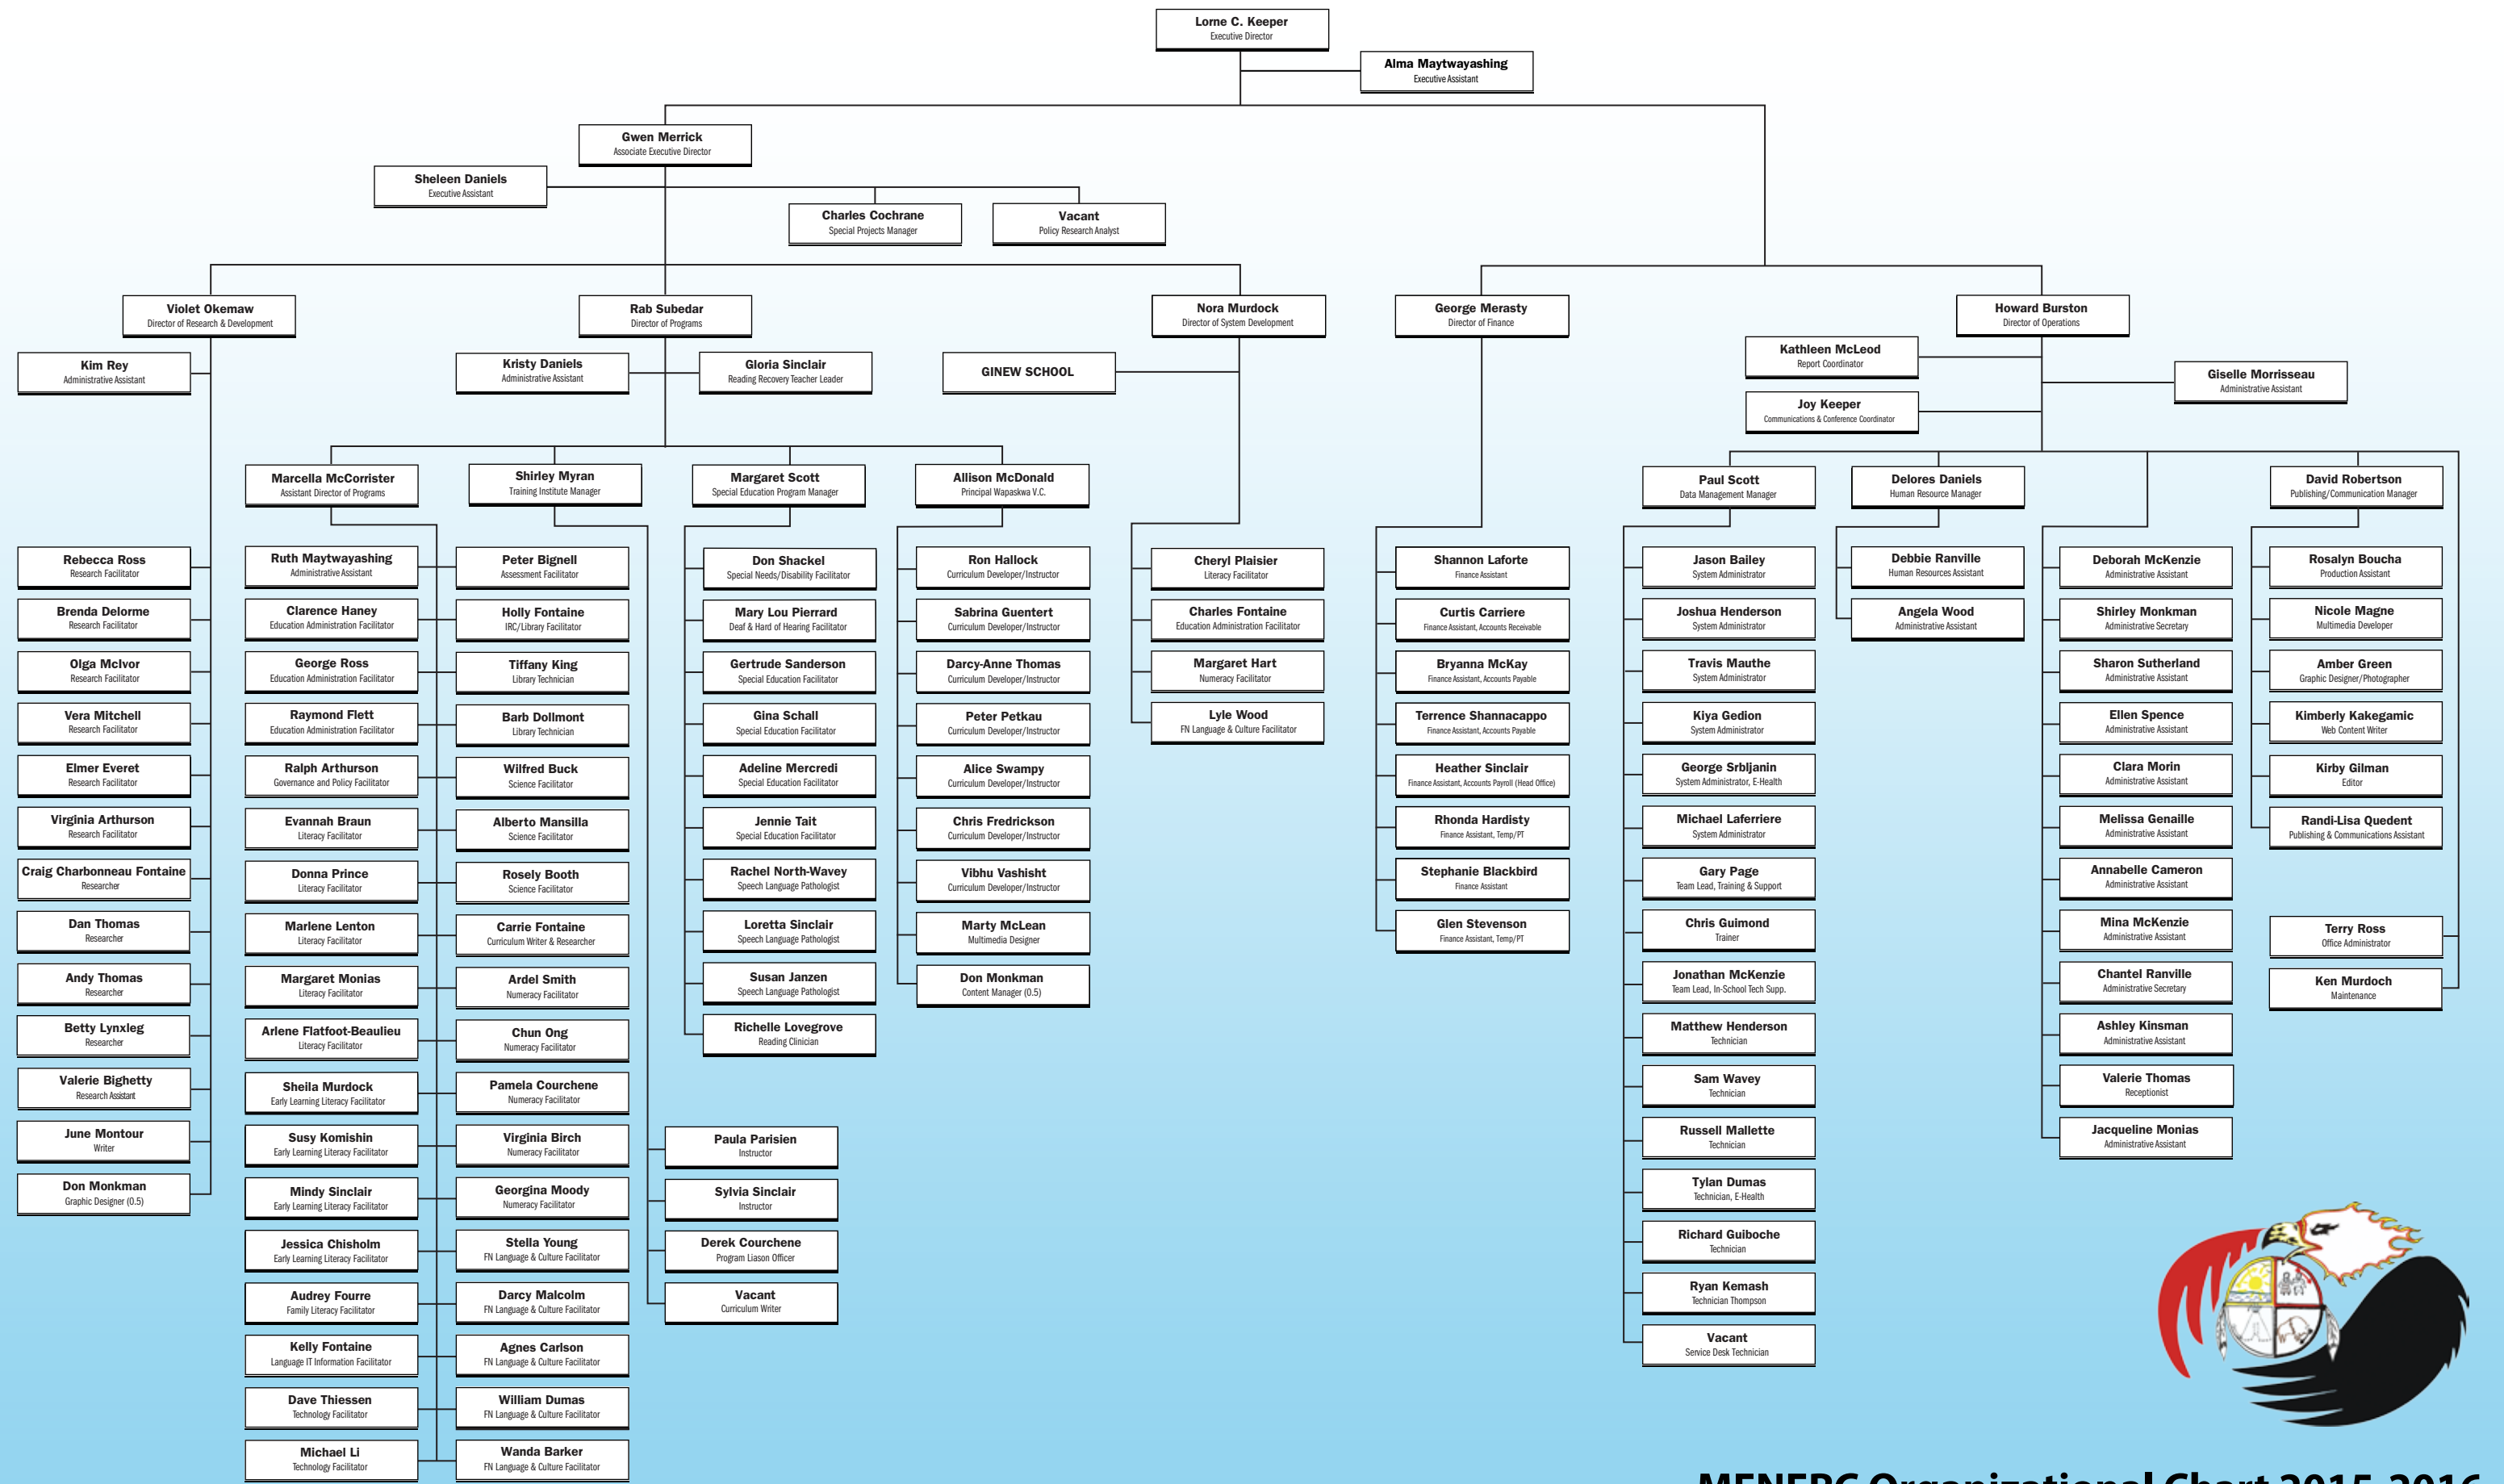 Lorne C. Keeper
Executive Director
Alma Maytwayashing
Executive Assistant
Gwen Merrick
Associate Executive Director
Sheleen Daniels
Executive Assistant
Charles Cochrane
Special Projects Manager
Vacant
Policy Research Analyst
Violet Okemaw
Director of Research & Development
Rab Subedar
Director of Programs
Nora Murdock
Director of System Development
George Merasty
Director of Finance
Howard Burston
Director of Operations
Kim Rey
Administrative Assistant
Kristy Daniels
Administrative Assistant
Gloria Sinclair
Reading Recovery Teacher Leader
GINEW SCHOOL
Kathleen McLeod
Report Coordinator
Giselle Morrisseau
Administrative Assistant
Joy Keeper
Communications & Conference Coordinator
Marcella McCorrister
Assistant Director of Programs
Shirley Myran
Training Institute Manager
Margaret Scott
Special Education Program Manager
Allison McDonald
Principal Wapaskwa V.C.
Paul Scott
Data Management Manager
Delores Daniels
Human Resource Manager
David Robertson
Publishing/Communication Manager
Rebecca Ross
Research Facilitator
Brenda Delorme
Research Facilitator
Olga McIvor
Research Facilitator
Vera Mitchell
Research Facilitator
Elmer Everet
Research Facilitator
Virginia Arthurson
Research Facilitator
Craig Charbonneau Fontaine
Researcher
Dan Thomas
Researcher
Andy Thomas
Researcher
Betty Lynxleg
Researcher
Valerie Bighetty
Research Assistant
June Montour
Writer
Don Monkman
Graphic Designer (0.5)
Ruth Maytwayashing
Administrative Assistant
Clarence Haney
Education Administration Facilitator
George Ross
Education Administration Facilitator
Raymond Flett
Education Administration Facilitator
Ralph Arthurson
Governance and Policy Facilitator
Evannah Braun
Literacy Facilitator
Donna Prince
Literacy Facilitator
Marlene Lenton
Literacy Facilitator
Margaret Monias
Literacy Facilitator
Arlene Flatfoot-Beaulieu
Literacy Facilitator
Sheila Murdock
Early Learning Literacy Facilitator
Susy Komishin
Early Learning Literacy Facilitator
Mindy Sinclair
Early Learning Literacy Facilitator
Jessica Chisholm
Early Learning Literacy Facilitator
Audrey Fourre
Family Literacy Facilitator
Kelly Fontaine
Language IT Information Facilitator
Dave Thiessen
Technology Facilitator
Michael Li
Technology Facilitator
Peter Bignell
Assessment Facilitator
Holly Fontaine
IRC/Library Facilitator
Tiffany King
Library Technician
Barb Dollmont
Library Technician
Wilfred Buck
Science Facilitator
Alberto Mansilla
Science Facilitator
Rosely Booth
Science Facilitator
Carrie Fontaine
Curriculum Writer & Researcher
Ardel Smith
Numeracy Facilitator
Chun Ong
Numeracy Facilitator
Pamela Courchene
Numeracy Facilitator
Virginia Birch
Numeracy Facilitator
Georgina Moody
Numeracy Facilitator
Stella Young
FN Language & Culture Facilitator
Darcy Malcolm
FN Language & Culture Facilitator
Agnes Carlson
FN Language & Culture Facilitator
William Dumas
FN Language & Culture Facilitator
Wanda Barker
FN Language & Culture Facilitator
Paula Parisien
Instructor
Sylvia Sinclair
Instructor
Derek Courchene
Program Liason Officer
Vacant
Curriculum Writer
Don Shackel
Special Needs/Disability Facilitator
Mary Lou Pierrard
Deaf & Hard of Hearing Facilitator
Gertrude Sanderson
Special Education Facilitator
Gina Schall
Special Education Facilitator
Adeline Mercredi
Special Education Facilitator
Jennie Tait
Special Education Facilitator
Rachel North-Wavey
Speech Language Pathologist
Loretta Sinclair
Speech Language Pathologist
Susan Janzen
Speech Language Pathologist
Richelle Lovegrove
Reading Clinician
Ron Hallock
Curriculum Developer/Instructor
Sabrina Guentert
Curriculum Developer/Instructor
Darcy-Anne Thomas
Curriculum Developer/Instructor
Peter Petkau
Curriculum Developer/Instructor
Alice Swampy
Curriculum Developer/Instructor
Chris Fredrickson
Curriculum Developer/Instructor
Vibhu Vashisht
Curriculum Developer/Instructor
Marty McLean
Multimedia Designer
Don Monkman
Content Manager (0.5)
Cheryl Plaisier
Literacy Facilitator
Charles Fontaine
Education Administration Facilitator
Margaret Hart
Numeracy Facilitator
Lyle Wood
FN Language & Culture Facilitator
Shannon Laforte
Finance Assistant
Curtis Carriere
Finance Assistant, Accounts Receivable
Bryanna McKay
Finance Assistant, Accounts Payable
Terrence Shannacappo
Finance Assistant, Accounts Payable
Heather Sinclair
Finance Assistant, Accounts Payroll (Head Office)
Rhonda Hardisty
Finance Assistant, Temp/PT
Stephanie Blackbird
Finance Assistant
Glen Stevenson
Finance Assistant, Temp/PT
Jason Bailey
System Administrator
Joshua Henderson
System Administrator
Travis Mauthe
System Administrator
Kiya Gedion
System Administrator
George Srbljanin
System Administrator, E-Health
Michael Laferriere
System Administrator
Gary Page
Team Lead, Training & Support
Chris Guimond
Trainer
Jonathan McKenzie
Team Lead, In-School Tech Supp.
Matthew Henderson
Technician
Sam Wavey
Technician
Russell Mallette
Technician
Tylan Dumas
Technician, E-Health
Richard Guiboche
Technician
Ryan Kemash
Technician Thompson
Vacant
Service Desk Technician
Debbie Ranville
Human Resources Assistant
Angela Wood
Administrative Assistant
Deborah McKenzie
Administrative Assistant
Shirley Monkman
Administrative Secretary
Sharon Sutherland
Administrative Assistant
Ellen Spence
Administrative Assistant
Clara Morin
Administrative Assistant
Melissa Genaille
Administrative Assistant
Annabelle Cameron
Administrative Assistant
Mina McKenzie
Administrative Assistant
Chantel Ranville
Administrative Secretary
Ashley Kinsman
Administrative Assistant
Valerie Thomas
Receptionist
Jacqueline Monias
Administrative Assistant
Rosalyn Boucha
Production Assistant
Nicole Magne
Multimedia Developer
Amber Green
Graphic Designer/Photographer
Kimberly Kakegamic
Web Content Writer
Kirby Gilman
Editor
Randi-Lisa Quedent
Publishing & Communications Assistant
Terry Ross
Office Administrator
Ken Murdoch
Maintenance
MFNERC Organizational Chart 2015-2016